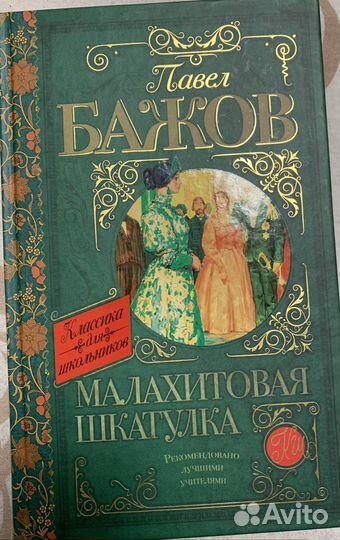 Павел
БАЖОВ
Классика
для
школьников
МАЛАХИТОВАЯ
ШКАТУЛКА
Рекомендовано
лучшими
учителями
Avito